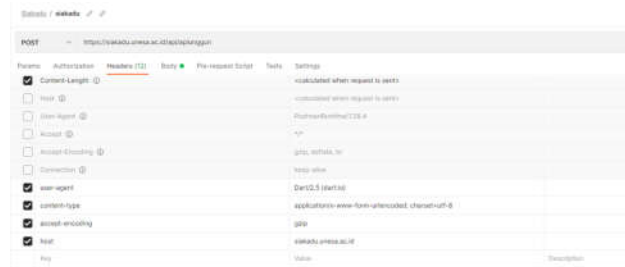 Siakadu / siakadu
POST https://siakadu.unesa.ac.id/api/apiunggun
Params Authorization Headers (12) Body Pre-request Script Tests Settings
Content-Length <calculated when request is sent>
Host <calculated when request is sent>
User-Agent
Accept */*
Accept-Encoding gzip, deflate, br
Connection keep-alive
user-agent Dart/2.5 (dart:io)
content-type application/x-www-form-urlencoded; charset=utf-8
accept-encoding gzip
host siakadu.unesa.ac.id
Key Value Description